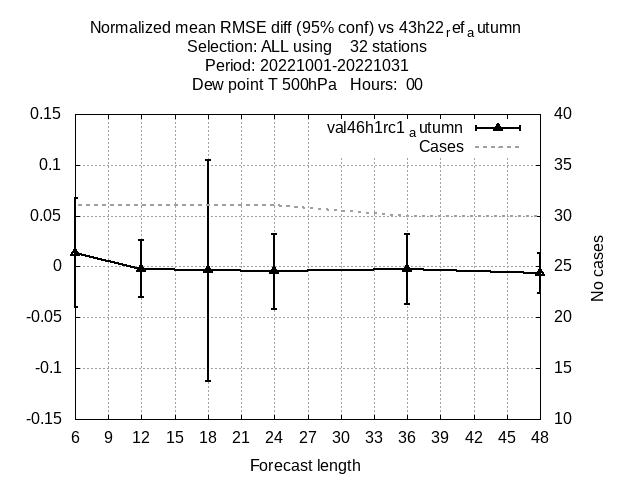 Normalized mean RMSE diff (95% conf) vs 43h22refautumn
Selection: ALL using    32 stations
Period: 20221001-20221031
Dew point T 500hPa   Hours:  00
val46h1rc1autumn
Cases
0.15
0.1
0.05
0
-0.05
-0.1
-0.15
40
35
30
25
20
15
10
No cases
6 9 12 15 18 21 24 27 30 33 36 39 42 45 48
Forecast length